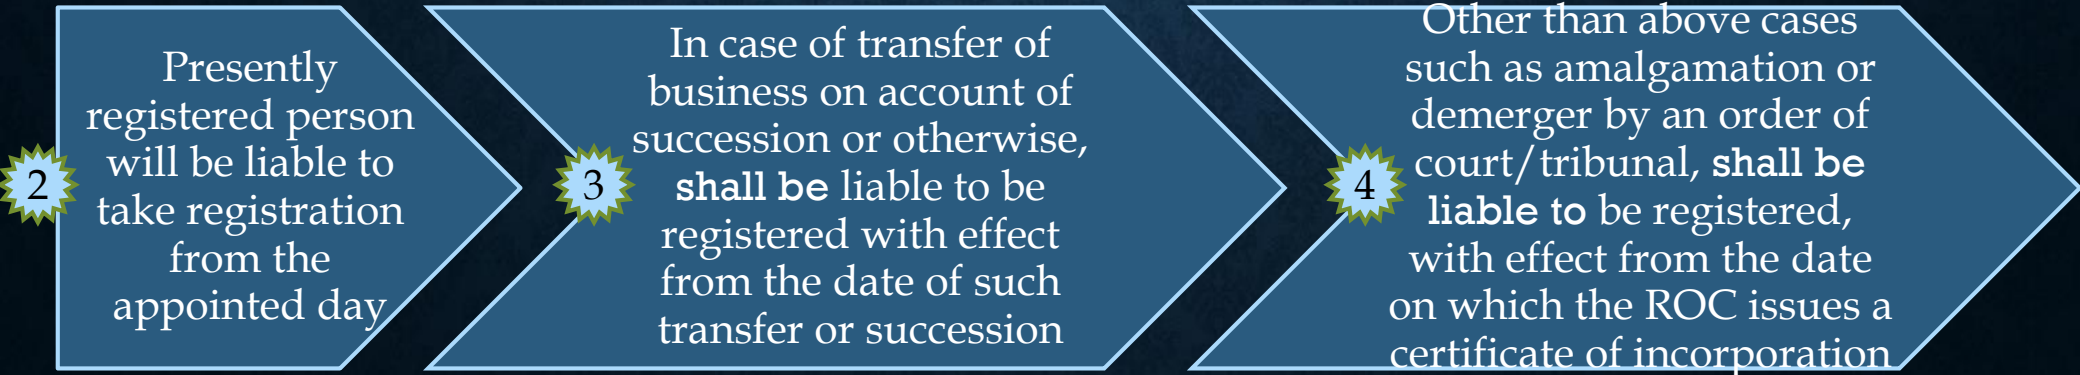 2
Presently
registered person
will be liable to
take registration
from the
appointed day
3
In case of transfer of
business on account of
succession or otherwise,
shall be liable to be
registered with effect
from the date of such
transfer or succession
4
Other than above cases
such as amalgamation or
demerger by an order of
court/tribunal, shall be
liable to be registered,
with effect from the date
on which the ROC issues a
certificate of incorporation